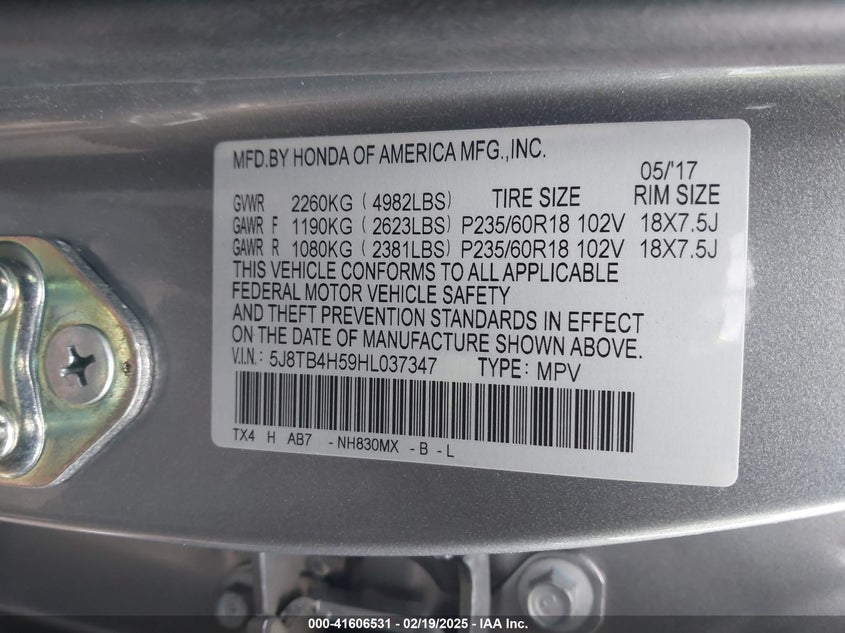 MFD.BY HONDA OF AMERICA MFG.,INC.
05/'17
GVWR 2260KG ( 4982LBS) TIRE SIZE RIM SIZE
GAWR F 1190KG ( 2623LBS) P235/60R18 102V 18X7.5J
GAWR R 1080KG ( 2381LBS) P235/60R18 102V 18X7.5J
THIS VEHICLE CONFORMS TO ALL APPLICABLE
FEDERAL MOTOR VEHICLE SAFETY
AND THEFT PREVENTION STANDARDS IN EFFECT
ON THE DATE OF MANUFACTURE SHOWN ABOVE.
V.I.N.: 5J8TB4H59HL037347 TYPE: MPV
TX4 H AB7 - NH830MX - B - L
000-41606531 - 02/19/2025 - IAA Inc.